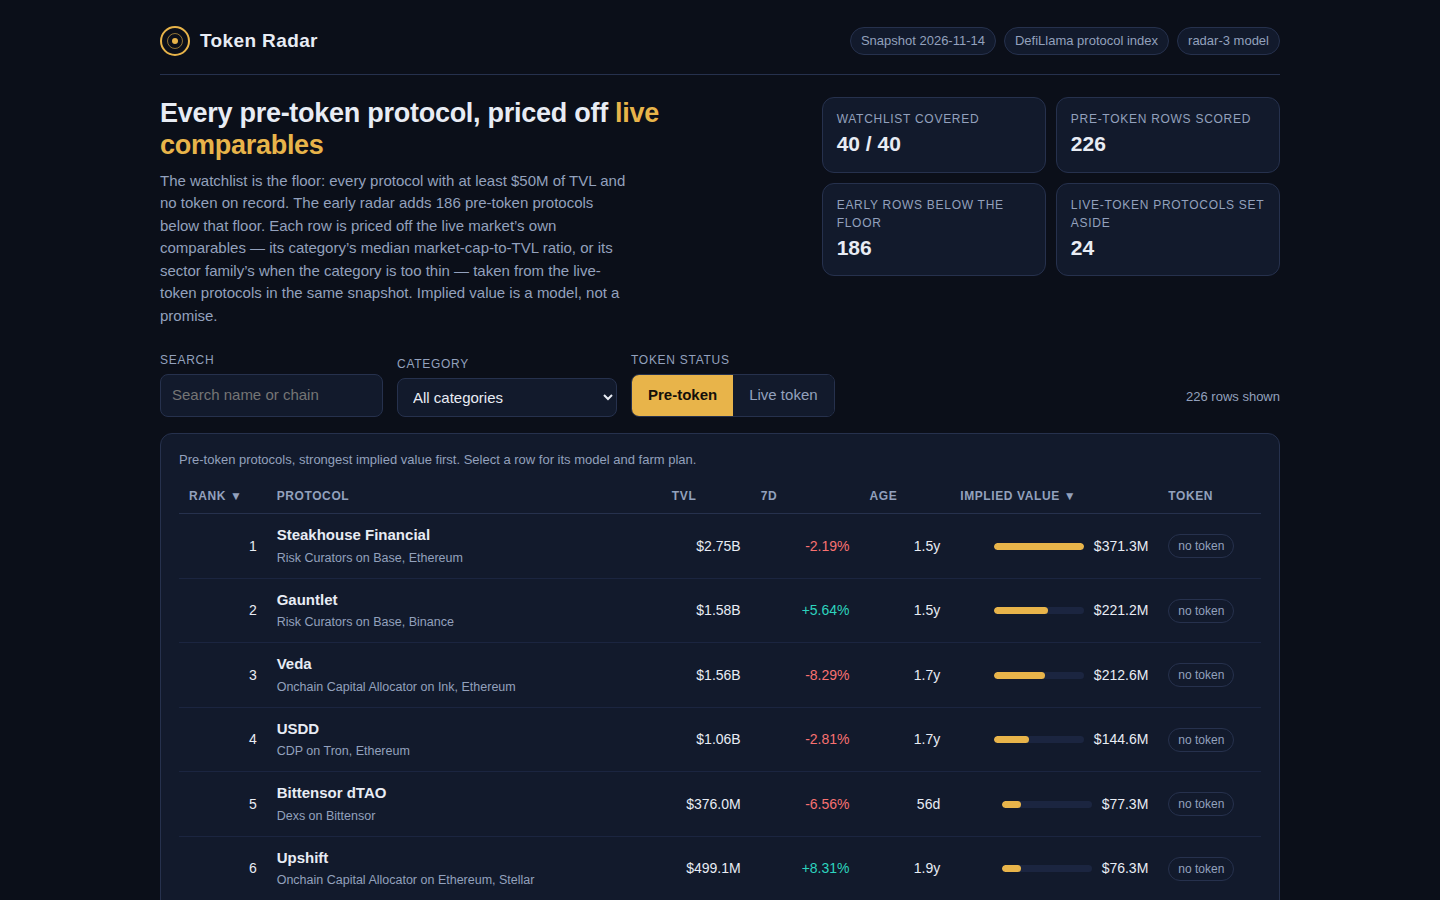 Token Radar
Snapshot 2026-11-14
DefiLlama protocol index
radar-3 model
Every pre-token protocol, priced off live
comparables
The watchlist is the floor: every protocol with at least $50M of TVL and
no token on record. The early radar adds 186 pre-token protocols
below that floor. Each row is priced off the live market's own
comparables — its category's median market-cap-to-TVL ratio, or its
sector family's when the category is too thin — taken from the live-
token protocols in the same snapshot. Implied value is a model, not a
promise.
WATCHLIST COVERED
40 / 40
PRE-TOKEN ROWS SCORED
226
EARLY ROWS BELOW THE
FLOOR
186
LIVE-TOKEN PROTOCOLS SET
ASIDE
24
SEARCH
Search name or chain
CATEGORY
All categories
TOKEN STATUS
Pre-token
Live token
226 rows shown
Pre-token protocols, strongest implied value first. Select a row for its model and farm plan.
RANK ▼ PROTOCOL TVL 7D AGE IMPLIED VALUE ▼ TOKEN
1 Steakhouse Financial $2.75B -2.19% 1.5y $371.3M no token
Risk Curators on Base, Ethereum
2 Gauntlet $1.58B +5.64% 1.5y $221.2M no token
Risk Curators on Base, Binance
3 Veda $1.56B -8.29% 1.7y $212.6M no token
Onchain Capital Allocator on Ink, Ethereum
4 USDD $1.06B -2.81% 1.7y $144.6M no token
CDP on Tron, Ethereum
5 Bittensor dTAO $376.0M -6.56% 56d $77.3M no token
Dexs on Bittensor
6 Upshift $499.1M +8.31% 1.9y $76.3M no token
Onchain Capital Allocator on Ethereum, Stellar